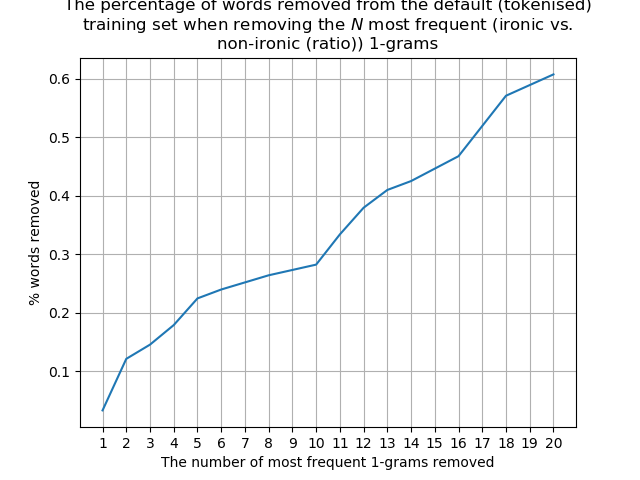 The percentage of words removed from the default (tokenised)
training set when removing the N most frequent (ironic vs.
non-ironic (ratio)) 1-grams
0.6
0.5
0.4
0.3
0.2
0.1
% words removed
1 2 3 4 5 6 7 8 9 10 11 12 13 14 15 16 17 18 19 20
The number of most frequent 1-grams removed